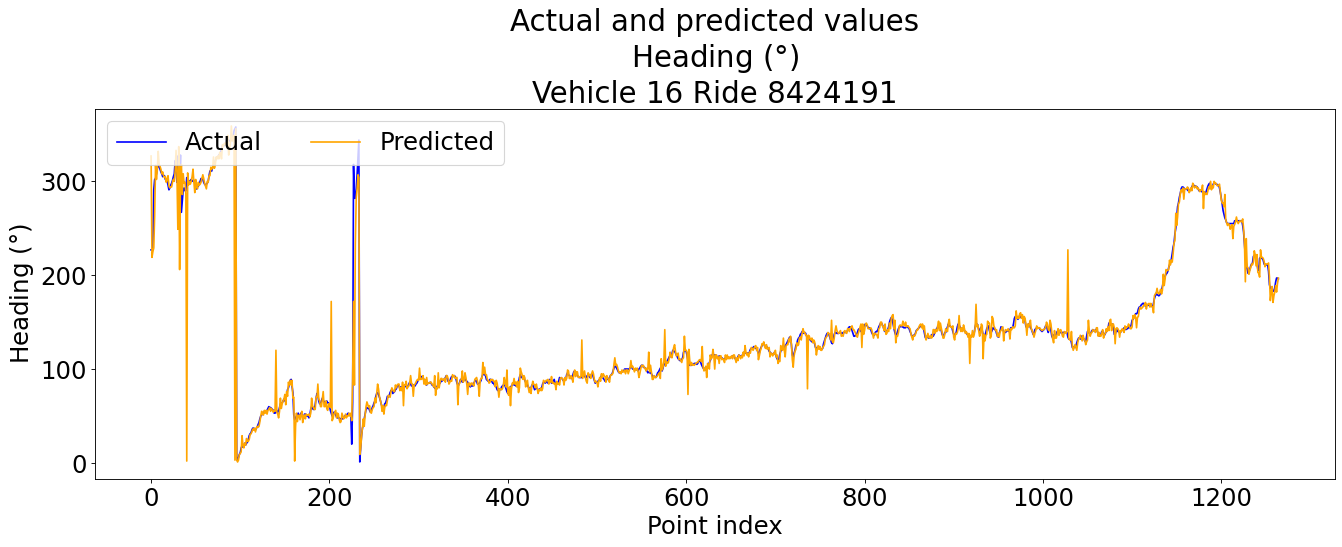 Actual and predicted values
Heading (°)
Vehicle 16 Ride 8424191
Actual
Predicted
Heading (°)
300
200
100
0
0
200
400
600
800
1000
1200
Point index